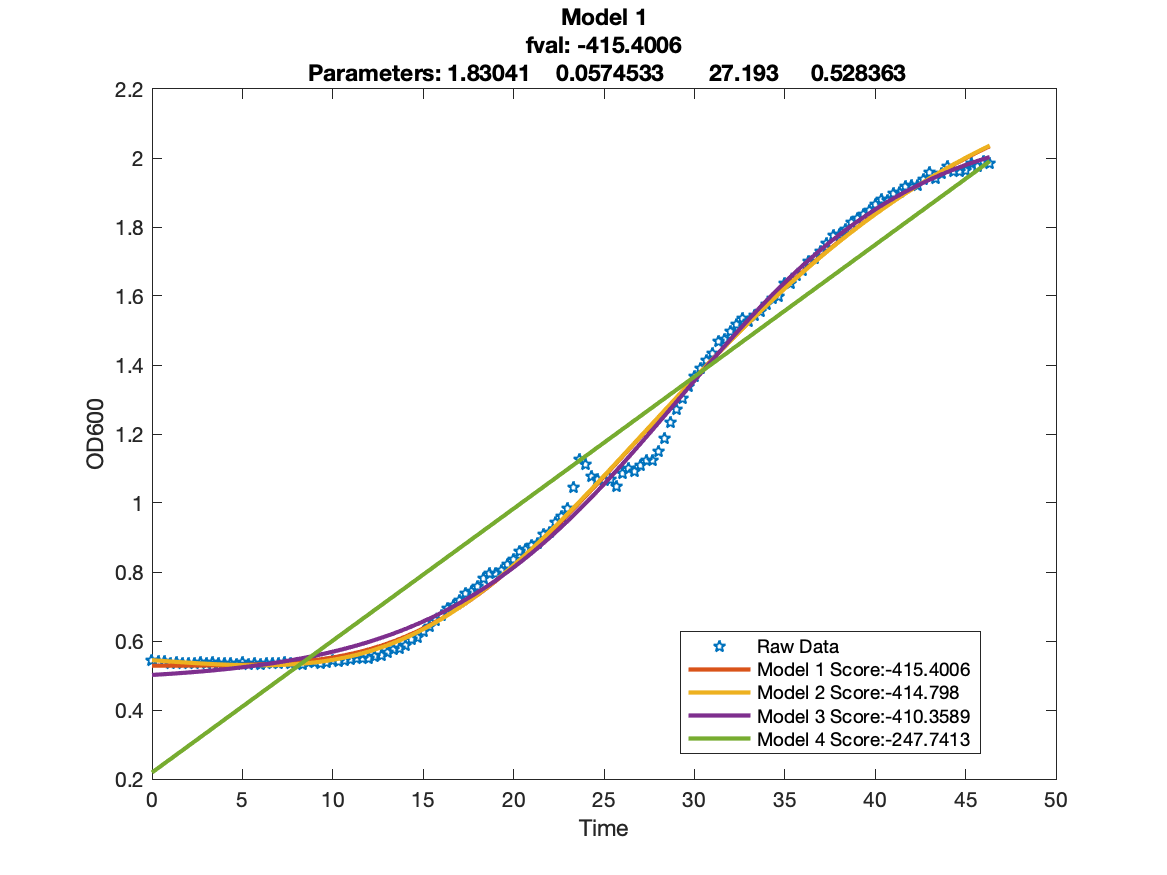 Model 1
fval: -415.4006
Parameters: 1.83041 0.0574533 27.193 0.528363
2.2
2
1.8
1.6
1.4
1.2
1
0.8
0.6
0.4
0.2
OD600
Raw Data
Model 1 Score:-415.4006
Model 2 Score:-414.798
Model 3 Score:-410.3589
Model 4 Score:-247.7413
0 5 10 15 20 25 30 35 40 45 50
Time